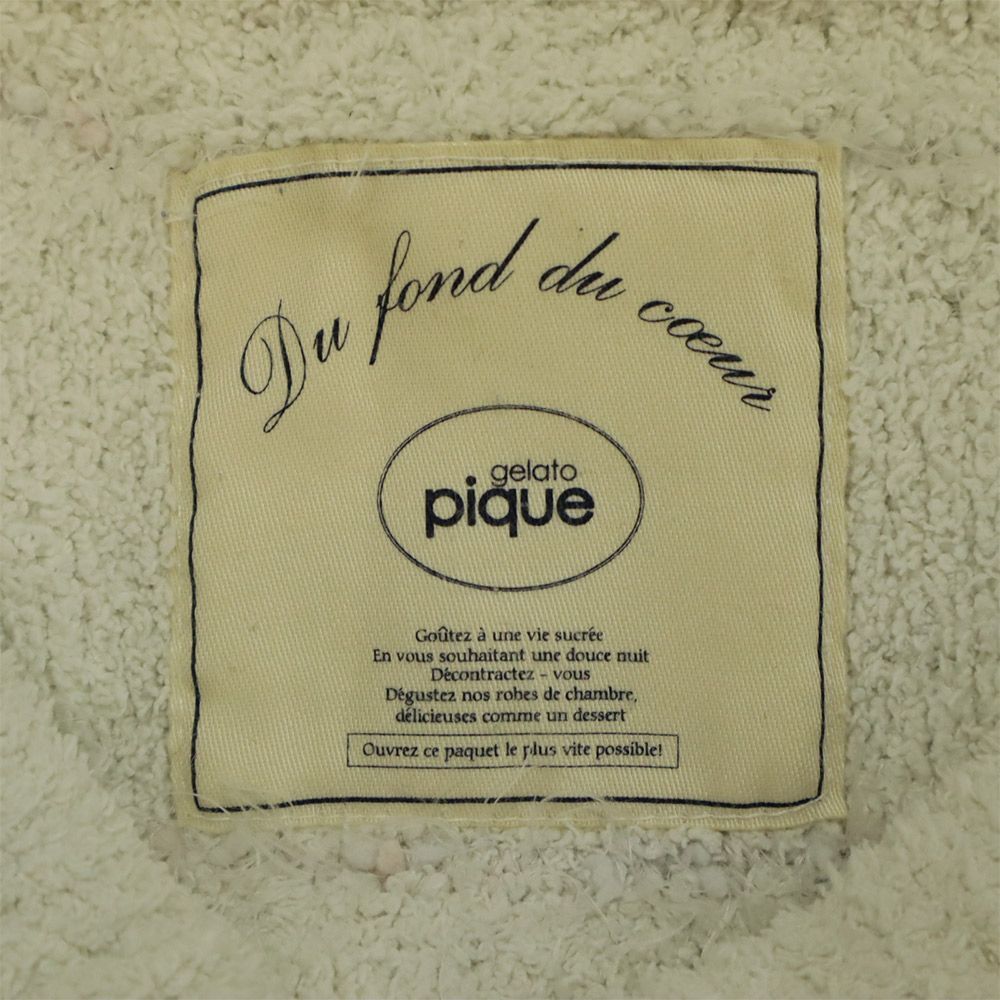 Du fond du cœur
gelato
pique
Goûtez à une vie sucrée
En vous souhaitant une douce nuit
Décontractez - vous
Dégustez nos robes de chambre,
délicieuses comme un dessert
Ouvrez ce paquet le plus vite possible!